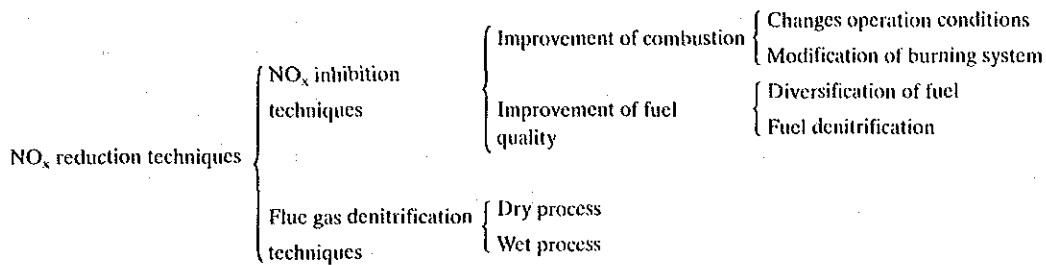 Changes operation conditions
Improvement of combustion
Modification of burning system
NOx inhibition
techniques
Diversification of fuel
Improvement of fuel
quality
Fuel denitrification
NOx reduction techniques
Flue gas denitrification
techniques
Dry process
Wet process